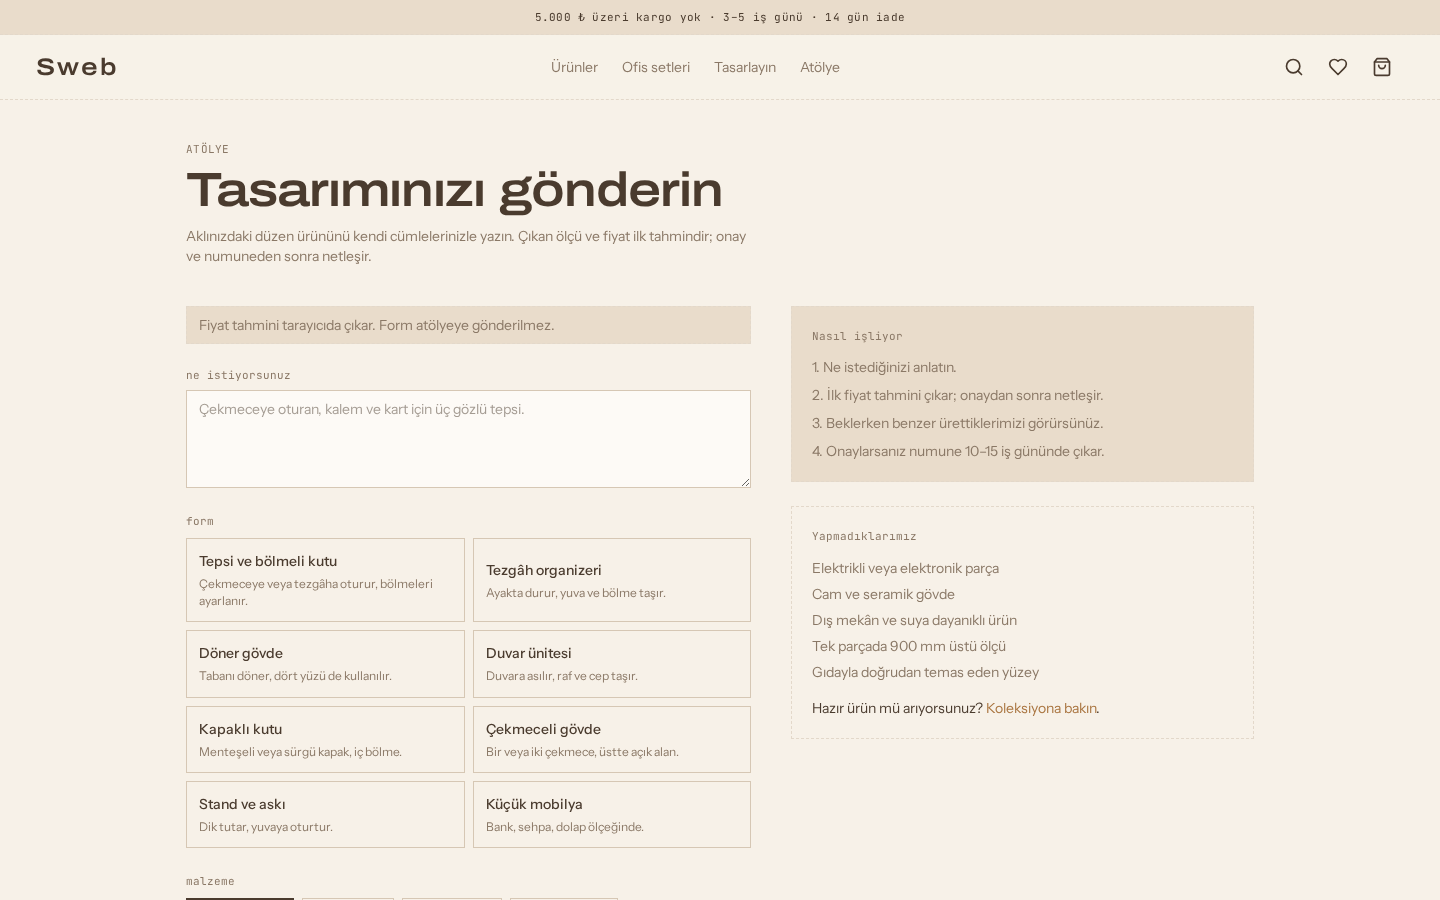 5.000 ₺ üzeri kargo yok · 3–5 iş günü · 14 gün iade
Sweb
Ürünler
Ofis setleri
Tasarlayın
Atölye
ATÖLYE
Tasarımınızı gönderin
Aklınızdaki düzen ürününü kendi cümlelerinizle yazın. Çıkan ölçü ve fiyat ilk tahmindir; onay
ve numuneden sonra netleşir.
Fiyat tahmini tarayıcıda çıkar. Form atölyeye gönderilmez.
ne istiyorsunuz
Çekmeceye oturan, kalem ve kart için üç gözlü tepsi.
form
Tepsi ve bölmeli kutu
Çekmeceye veya tezgâha oturur, bölmeleri
ayarlanır.
Tezgâh organizeri
Ayakta durur, yuva ve bölme taşır.
Döner gövde
Tabanı döner, dört yüzü de kullanılır.
Duvar ünitesi
Duvara asılır, raf ve cep taşır.
Kapaklı kutu
Menteşeli veya sürgü kapak, iç bölme.
Çekmeceli gövde
Bir veya iki çekmece, üstte açık alan.
Stand ve askı
Dik tutar, yuvaya oturtur.
Küçük mobilya
Bank, sehpa, dolap ölçeğinde.
malzeme
Nasıl işliyor
1. Ne istediğinizi anlatın.
2. İlk fiyat tahmini çıkar; onaydan sonra netleşir.
3. Beklerken benzer ürettiklerimizi görürsünüz.
4. Onaylarsanız numune 10–15 iş gününde çıkar.
Yapmadıklarımız
Elektrikli veya elektronik parça
Cam ve seramik gövde
Dış mekân ve suya dayanıklı ürün
Tek parçada 900 mm üstü ölçü
Gıdayla doğrudan temas eden yüzey
Hazır ürün mü arıyorsunuz? Koleksiyona bakın.